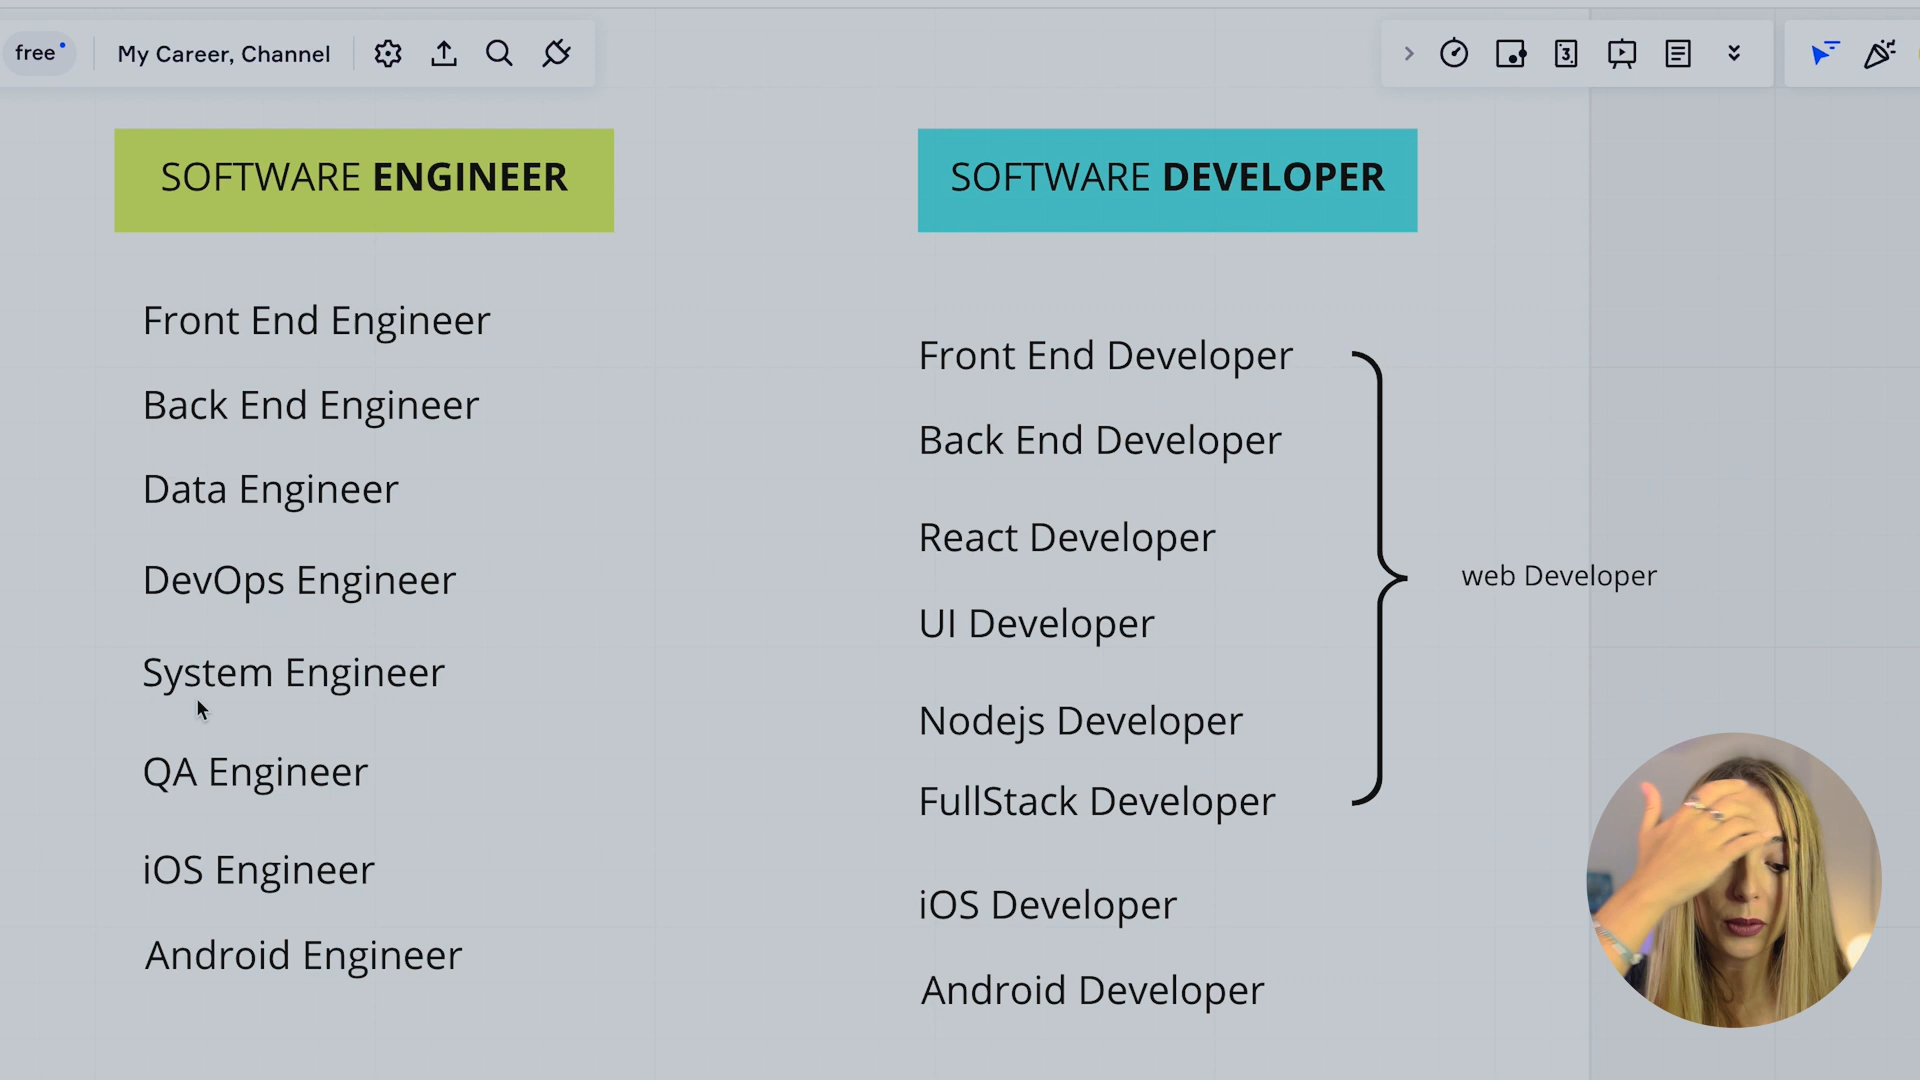 free
My Career, Channel
3
SOFTWARE ENGINEER
Front End Engineer
Back End Engineer
Data Engineer
DevOps Engineer
System Engineer
QA Engineer
iOS Engineer
Android Engineer
SOFTWARE DEVELOPER
Front End Developer
Back End Developer
React Developer
UI Developer
Nodejs Developer
FullStack Developer
iOS Developer
Android Developer
web Developer